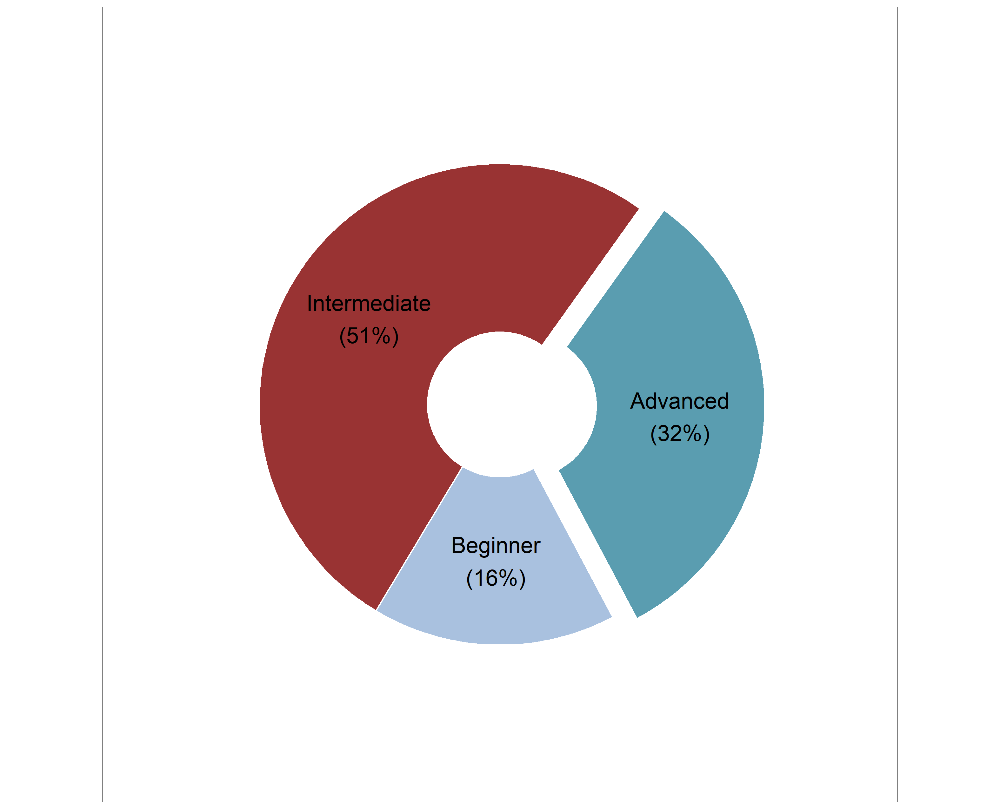 Intermediate
(51%)
Advanced
(32%)
Beginner
(16%)